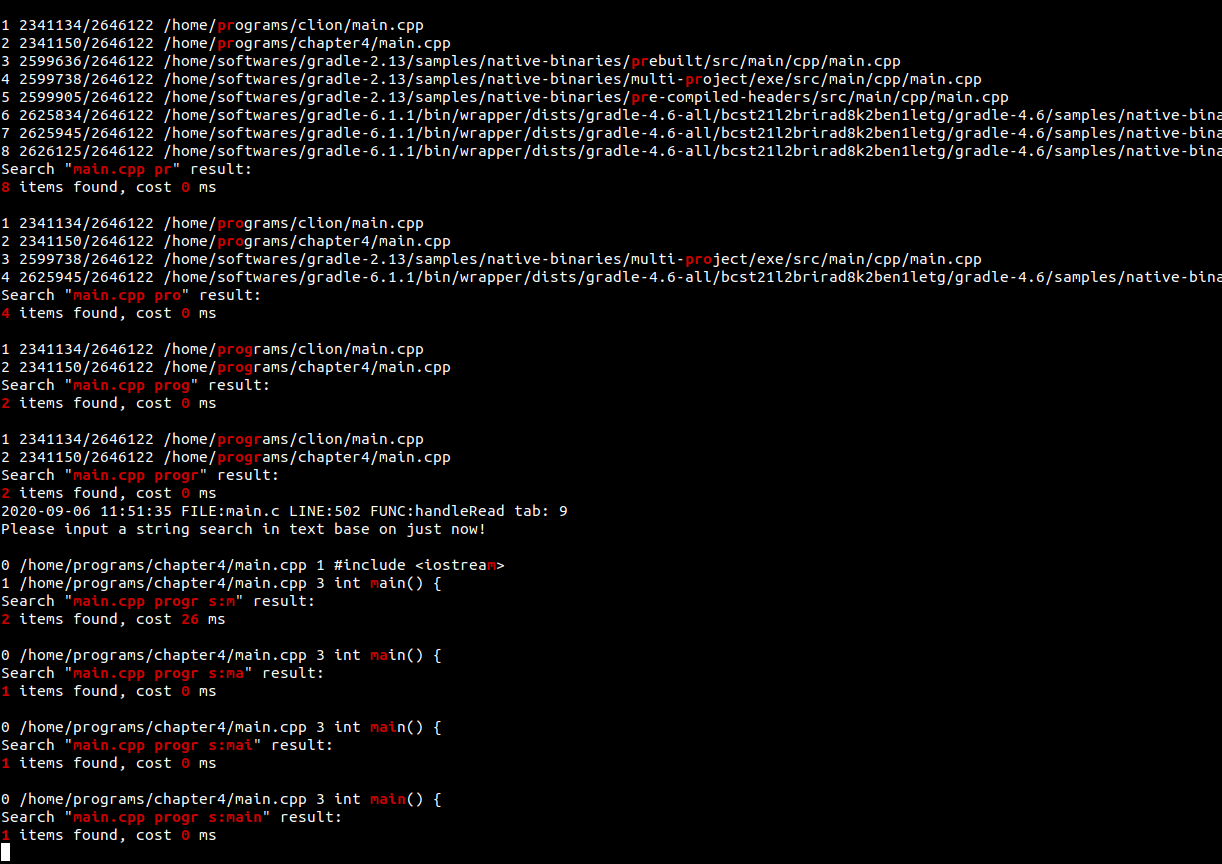 1 2341134/2646122 /home/programs/clion/main.cpp
2 2341150/2646122 /home/programs/chapter4/main.cpp
3 2599636/2646122 /home/softwares/gradle-2.13/samples/native-binaries/prebuilt/src/main/cpp/main.cpp
4 2599738/2646122 /home/softwares/gradle-2.13/samples/native-binaries/multi-project/exe/src/main/cpp/main.cpp
5 2599905/2646122 /home/softwares/gradle-2.13/samples/native-binaries/pre-compiled-headers/src/main/cpp/main.cpp
6 2625834/2646122 /home/softwares/gradle-6.1.1/bin/wrapper/dists/gradle-4.6-all/bcst21l2brirad8k2ben1letg/gradle-4.6/samples/native-bina
7 2625945/2646122 /home/softwares/gradle-6.1.1/bin/wrapper/dists/gradle-4.6-all/bcst21l2brirad8k2ben1letg/gradle-4.6/samples/native-bina
8 2626125/2646122 /home/softwares/gradle-6.1.1/bin/wrapper/dists/gradle-4.6-all/bcst21l2brirad8k2ben1letg/gradle-4.6/samples/native-bina
Search "main.cpp pr" result:
8 items found, cost 0 ms
1 2341134/2646122 /home/programs/clion/main.cpp
2 2341150/2646122 /home/programs/chapter4/main.cpp
3 2599738/2646122 /home/softwares/gradle-2.13/samples/native-binaries/multi-project/exe/src/main/cpp/main.cpp
4 2625945/2646122 /home/softwares/gradle-6.1.1/bin/wrapper/dists/gradle-4.6-all/bcst21l2brirad8k2ben1letg/gradle-4.6/samples/native-bina
Search "main.cpp pro" result:
4 items found, cost 0 ms
1 2341134/2646122 /home/programs/clion/main.cpp
2 2341150/2646122 /home/programs/chapter4/main.cpp
Search "main.cpp prog" result:
2 items found, cost 0 ms
1 2341134/2646122 /home/programs/clion/main.cpp
2 2341150/2646122 /home/programs/chapter4/main.cpp
Search "main.cpp progr" result:
2 items found, cost 0 ms
2020-09-06 11:51:35 FILE:main.c LINE:502 FUNC:handleRead tab: 9
Please input a string search in text base on just now!
0 /home/programs/chapter4/main.cpp 1 #include <iostream>
1 /home/programs/chapter4/main.cpp 3 int main() {
Search "main.cpp progr s:m" result:
2 items found, cost 26 ms
0 /home/programs/chapter4/main.cpp 3 int main() {
Search "main.cpp progr s:ma" result:
1 items found, cost 0 ms
0 /home/programs/chapter4/main.cpp 3 int main() {
Search "main.cpp progr s:mai" result:
1 items found, cost 0 ms
0 /home/programs/chapter4/main.cpp 3 int main() {
Search "main.cpp progr s:main" result:
1 items found, cost 0 ms